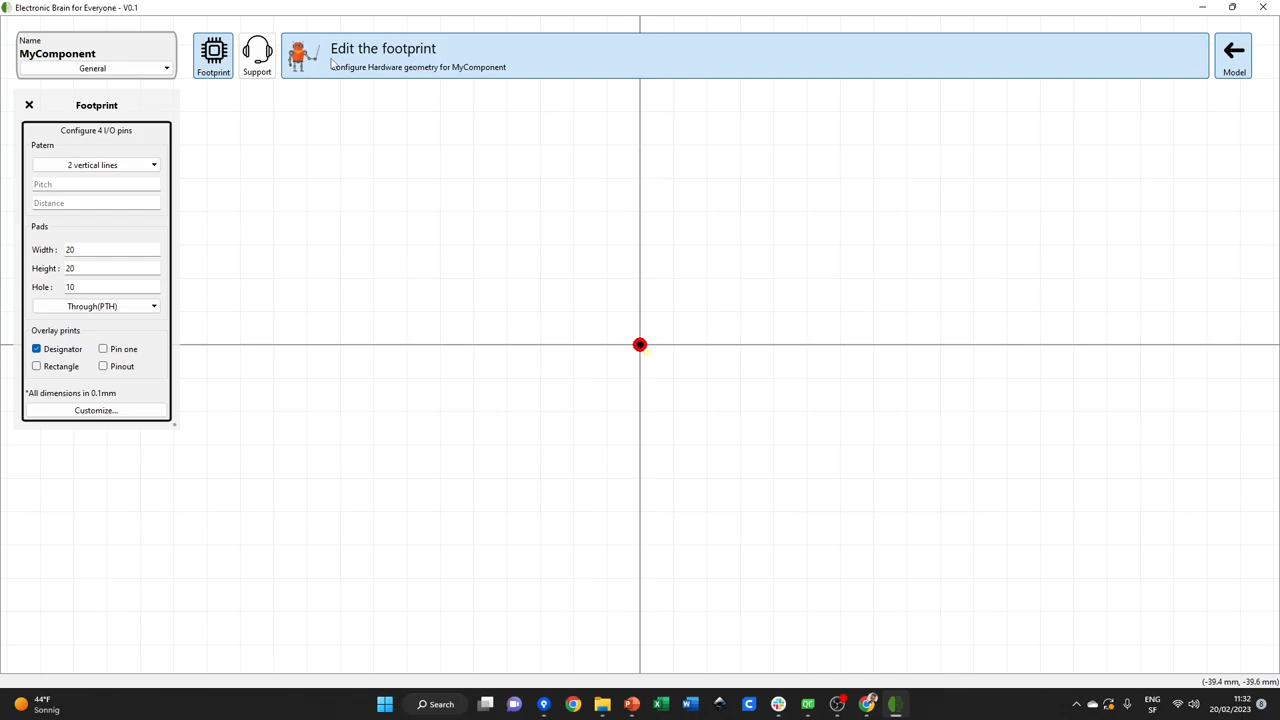 Electronic Brain for Everyone - V0.1
Name
MyComponent
General
Footprint
Support
Edit the footprint
Configure Hardware geometry for MyComponent
Model
Footprint
Configure 4 I/O pins
Patern
2 vertical lines
Pitch
Distance
Pads
Width : 20
Height : 20
Hole : 10
Through(PTH)
Overlay prints
Designator Pin one
Rectangle Pinout
*All dimensions in 0.1mm
Customize...
(-39.4 mm, -39.6 mm)
44°F
Sonnig
Search
ENG
SF
11:32
20/02/2023